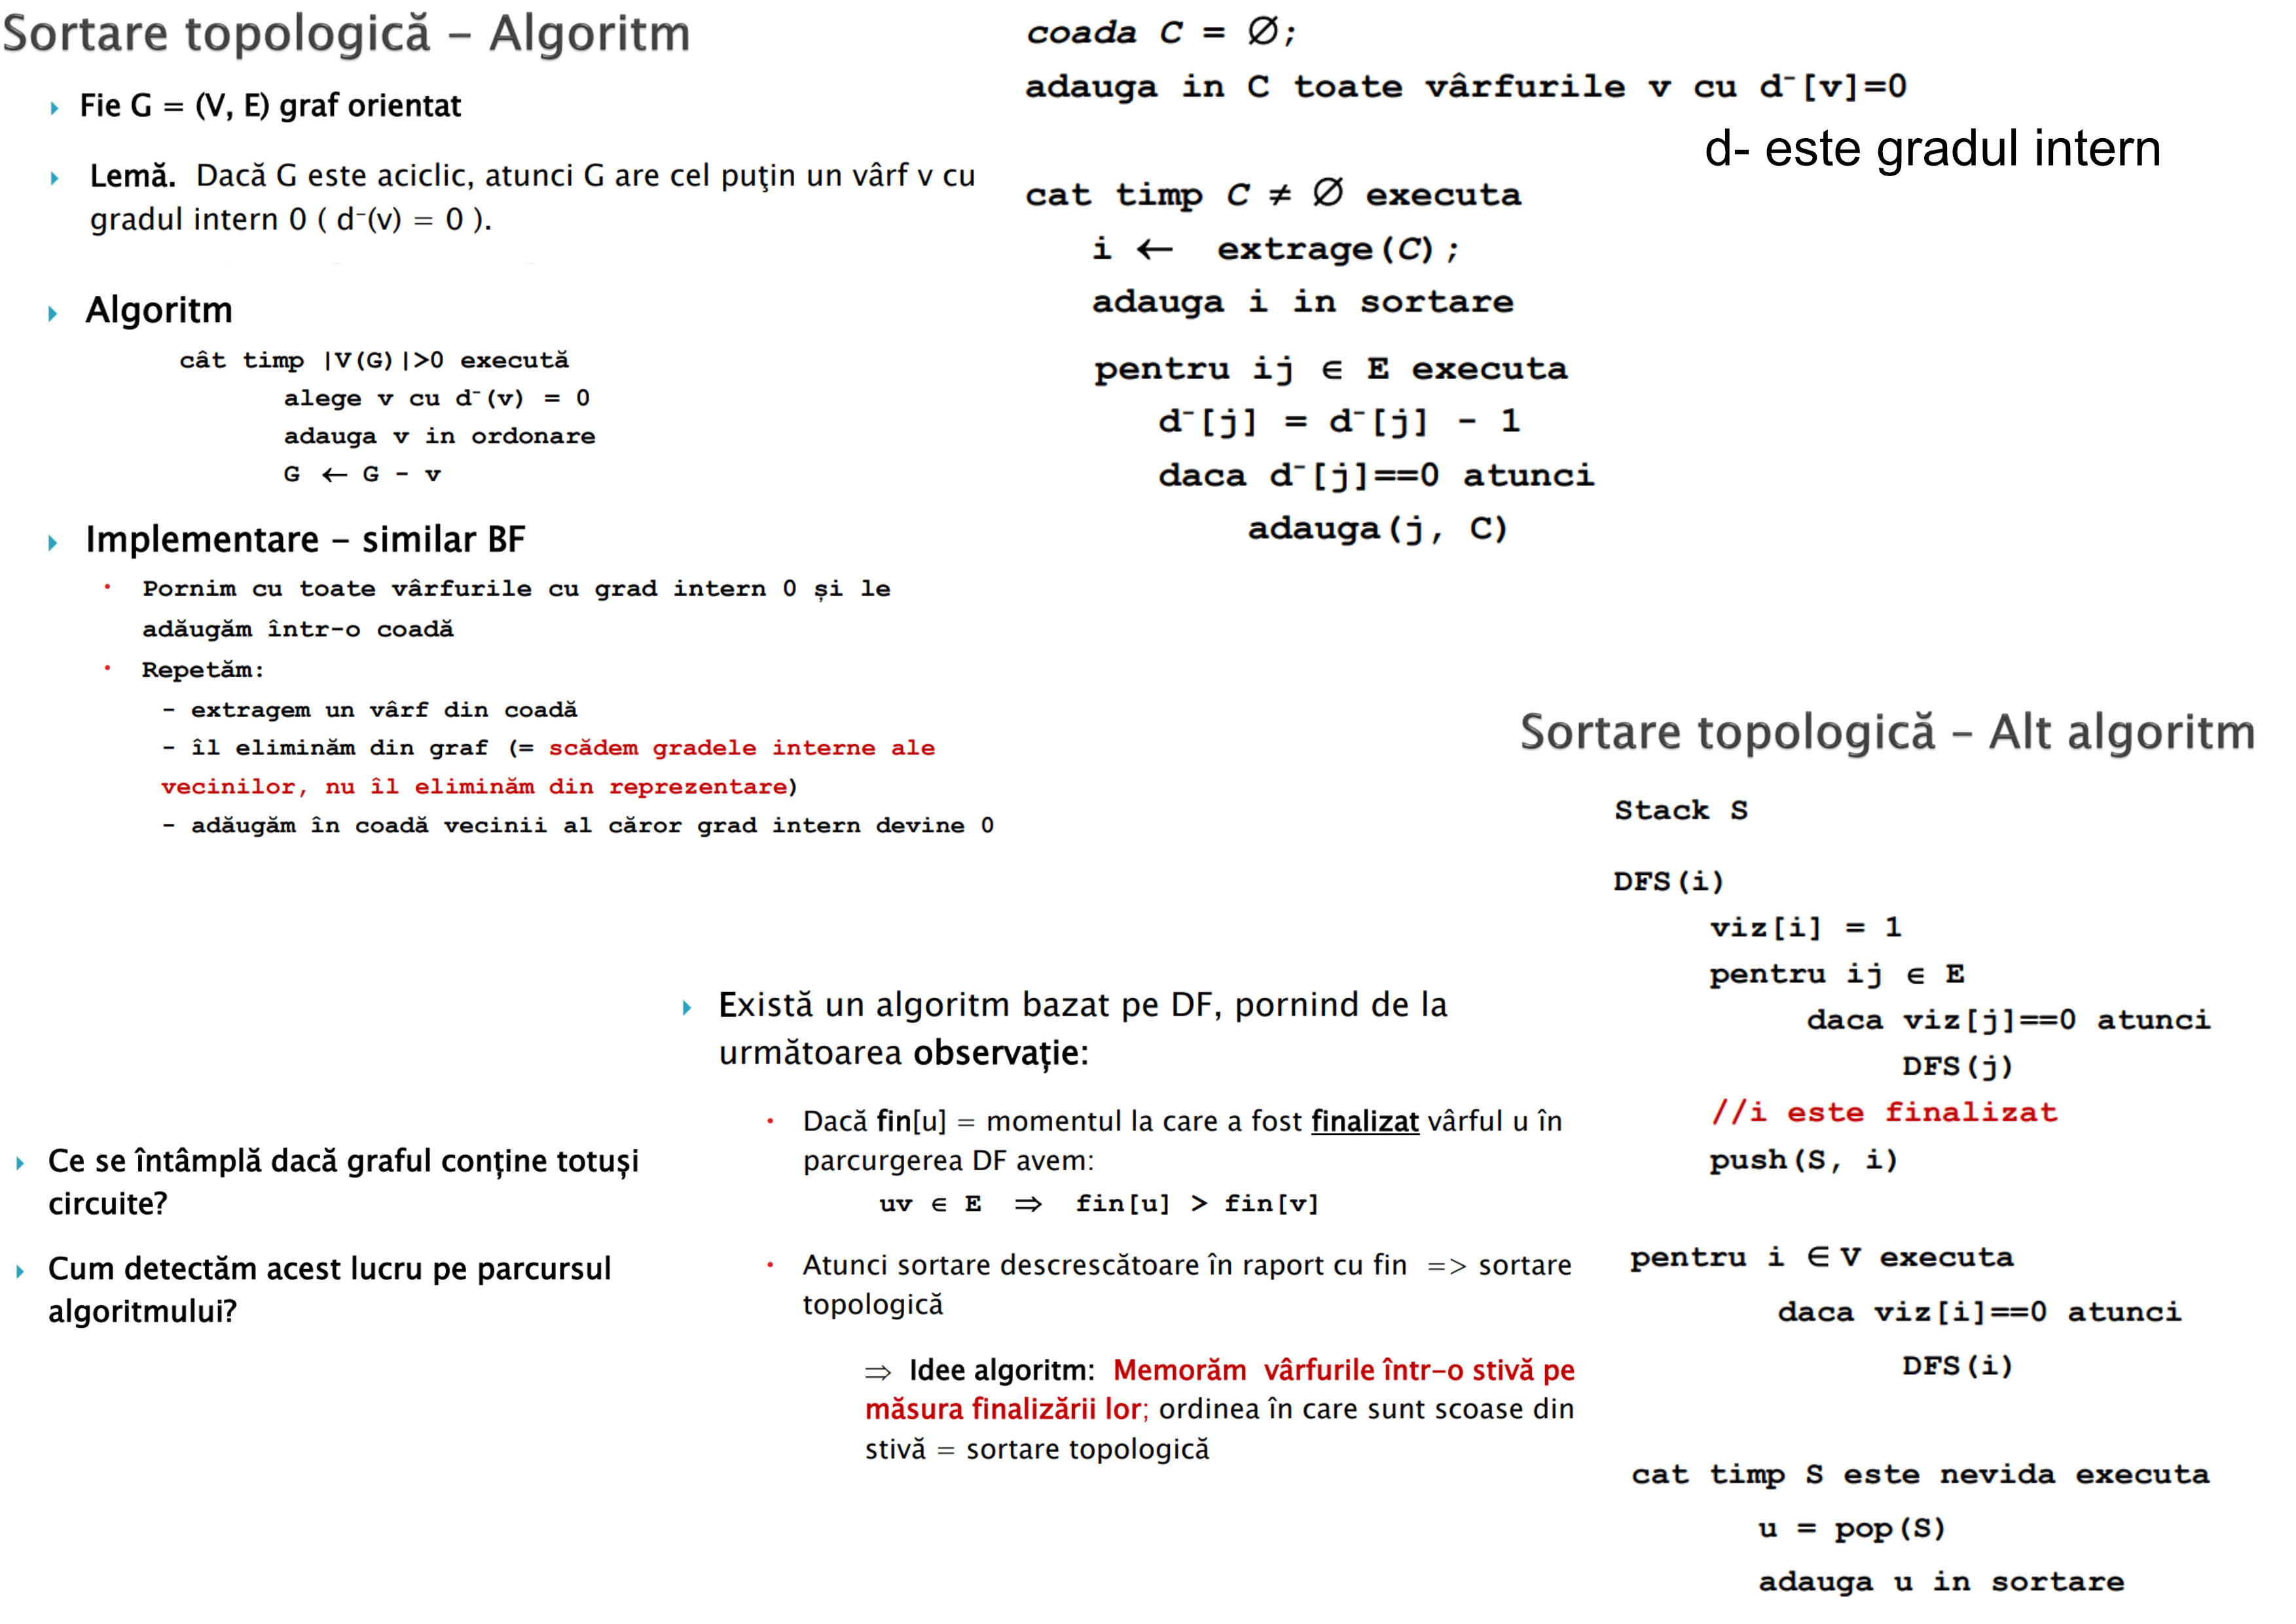 Sortare topologică – Algoritm
Fie G = (V, E) graf orientat
Lemă. Dacă G este aciclic, atunci G are cel puţin un vârf v cu
gradul intern 0 ( d⁻(v) = 0 ).
Algoritm
cât timp |V(G)|>0 execută
alege v cu d⁻(v) = 0
adauga v in ordonare
G ← G - v
Implementare – similar BF
Pornim cu toate vârfurile cu grad intern 0 și le
adăugăm într-o coadă
Repetăm:
- extragem un vârf din coadă
- îl eliminăm din graf (= scădem gradele interne ale
vecinilor, nu îl eliminăm din reprezentare)
- adăugăm în coadă vecinii al căror grad intern devine 0
coada C = ∅;
adauga in C toate vârfurile v cu d⁻[v]=0
d- este gradul intern
cat timp C ≠ ∅ executa
i ← extrage(C);
adauga i in sortare
pentru ij ∈ E executa
d⁻[j] = d⁻[j] - 1
daca d⁻[j]==0 atunci
adauga(j, C)
Ce se întâmplă dacă graful conține totuși
circuite?
Cum detectăm acest lucru pe parcursul
algoritmului?
Există un algoritm bazat pe DF, pornind de la
următoarea observație:
Dacă fin[u] = momentul la care a fost finalizat vârful u în
parcurgerea DF avem:
uv ∈ E ⇒ fin[u] > fin[v]
Atunci sortare descrescătoare în raport cu fin => sortare
topologică
⇒ Idee algoritm: Memorăm vârfurile într-o stivă pe
măsura finalizării lor; ordinea în care sunt scoase din
stivă = sortare topologică
Sortare topologică – Alt algoritm
Stack S
DFS(i)
viz[i] = 1
pentru ij ∈ E
daca viz[j]==0 atunci
DFS(j)
//i este finalizat
push(S, i)
pentru i ∈ V executa
daca viz[i]==0 atunci
DFS(i)
cat timp S este nevida executa
u = pop(S)
adauga u in sortare